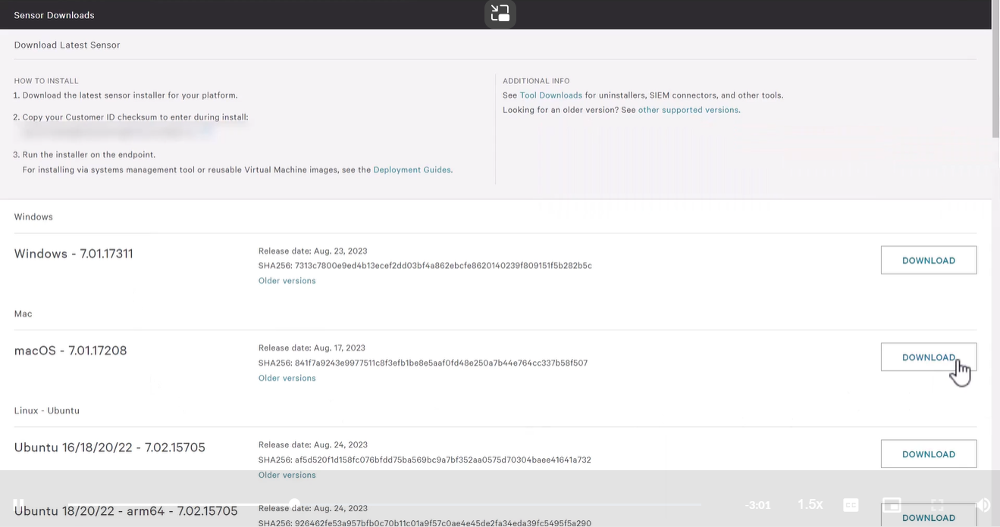 Sensor Downloads
Download Latest Sensor
HOW TO INSTALL
1. Download the latest sensor installer for your platform.
2. Copy your Customer ID checksum to enter during install:
3. Run the installer on the endpoint.
For installing via systems management tool or reusable Virtual Machine images, see the Deployment Guides.
ADDITIONAL INFO
See Tool Downloads for uninstallers, SIEM connectors, and other tools.
Looking for an older version? See other supported versions.
Windows
Windows - 7.01.17311
Release date: Aug. 23, 2023
SHA256: 7313c7800e9ed4b13ecef2dd03bf4a862ebcfe8620140239f809151f5b282b5c
Older versions
DOWNLOAD
Mac
macOS - 7.01.17208
Release date: Aug. 17, 2023
SHA256: 841f7a9243e9977511c8f3efb1be8e5aaf0fd48e250a7b44e764cc337b58f507
Older versions
DOWNLOAD
Linux - Ubuntu
Ubuntu 16/18/20/22 - 7.02.15705
Release date: Aug. 24, 2023
SHA256: af5d520f1d158fc076bfdd75ba569bc9a7bf352aa0575d70304baee41641a732
Older versions
DOWNLOAD
Ubuntu 18/20/22 - arm64 - 7.02.15705
Release date: Aug. 24, 2023
SHA256: 926462fe53a957bfb0c70b11c01a9f57c0ae4e45de2fa34eda39fc5495f5a290
DOWNLOAD
-3:01
1.5x
CC